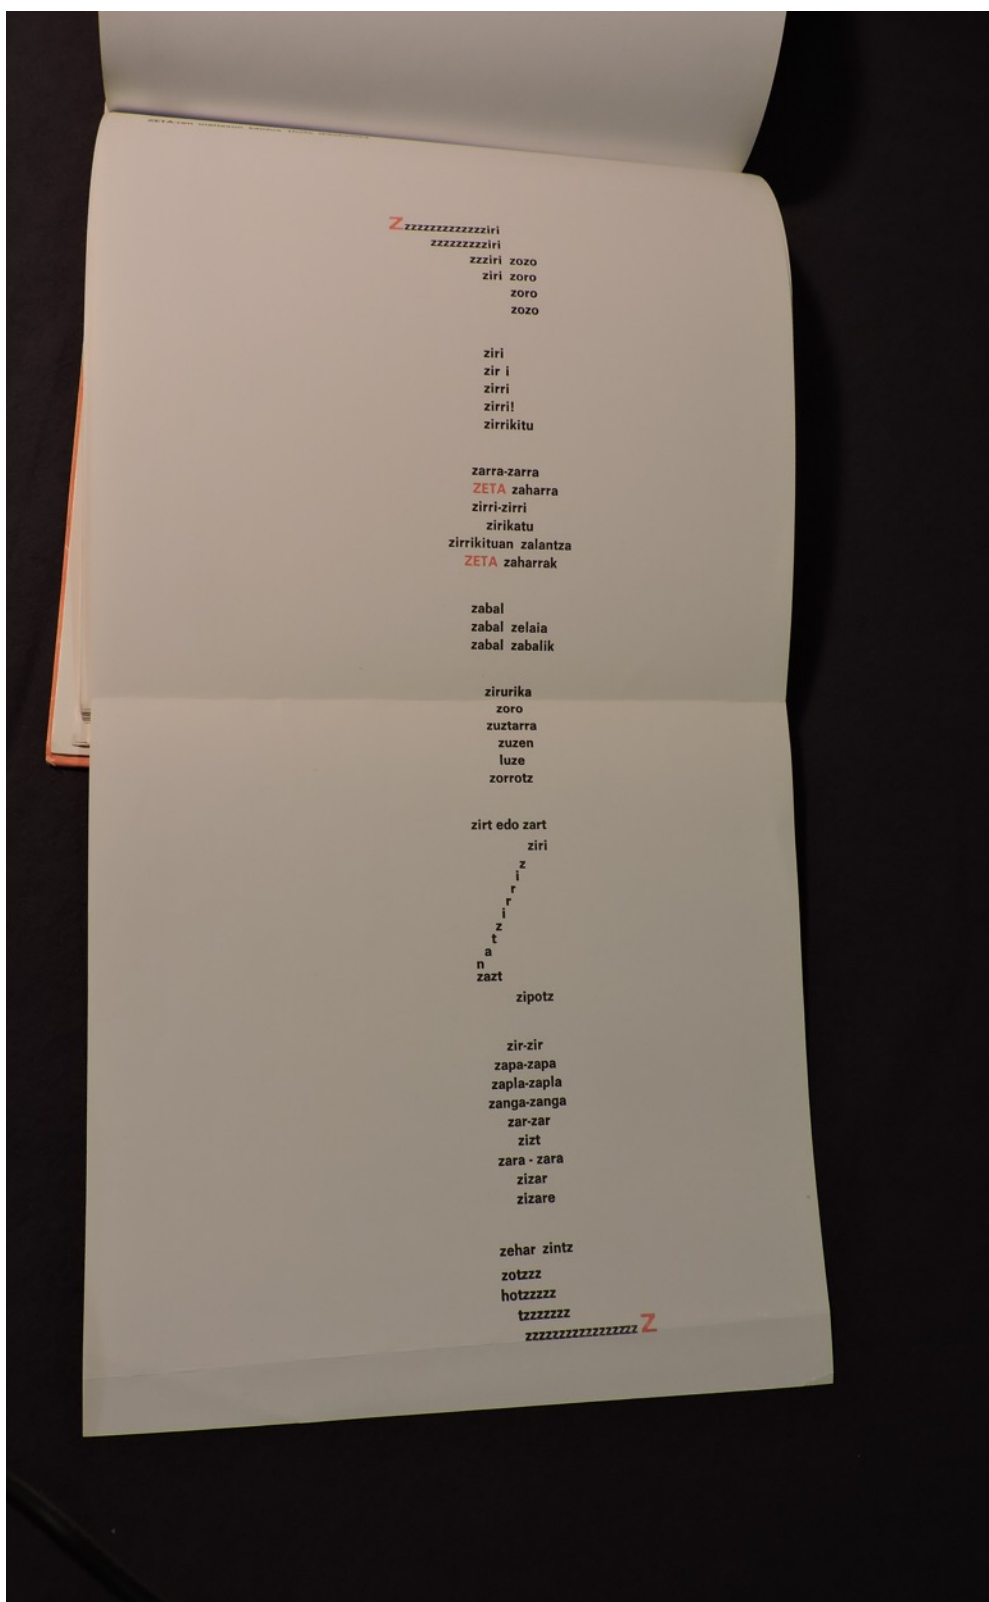 Zzzzzzzzzzzzzziri
zzzzzzzzziri
zzziri zozo
ziri zoro
zoro
zozo
ziri
zir i
zirri
zirri!
zirrikitu
zarra-zarra
ZETA zaharra
zirri-zirri
zirikatu
zirrikituan zalantza
ZETA zaharrak
zabal
zabal zelaia
zabal zabalik
zirurika
zoro
zuztarra
zuzen
luze
zorrotz
zirt edo zart
ziri
z
i
r
r
i
z
t
a
n
zazt
zipotz
zir-zir
zapa-zapa
zapla-zapla
zanga-zanga
zar-zar
zizt
zara - zara
zizar
zizare
zehar zintz
zotzzz
hotzzzzz
tzzzzzzz
zzzzzzzzzzzzzzzzz Z